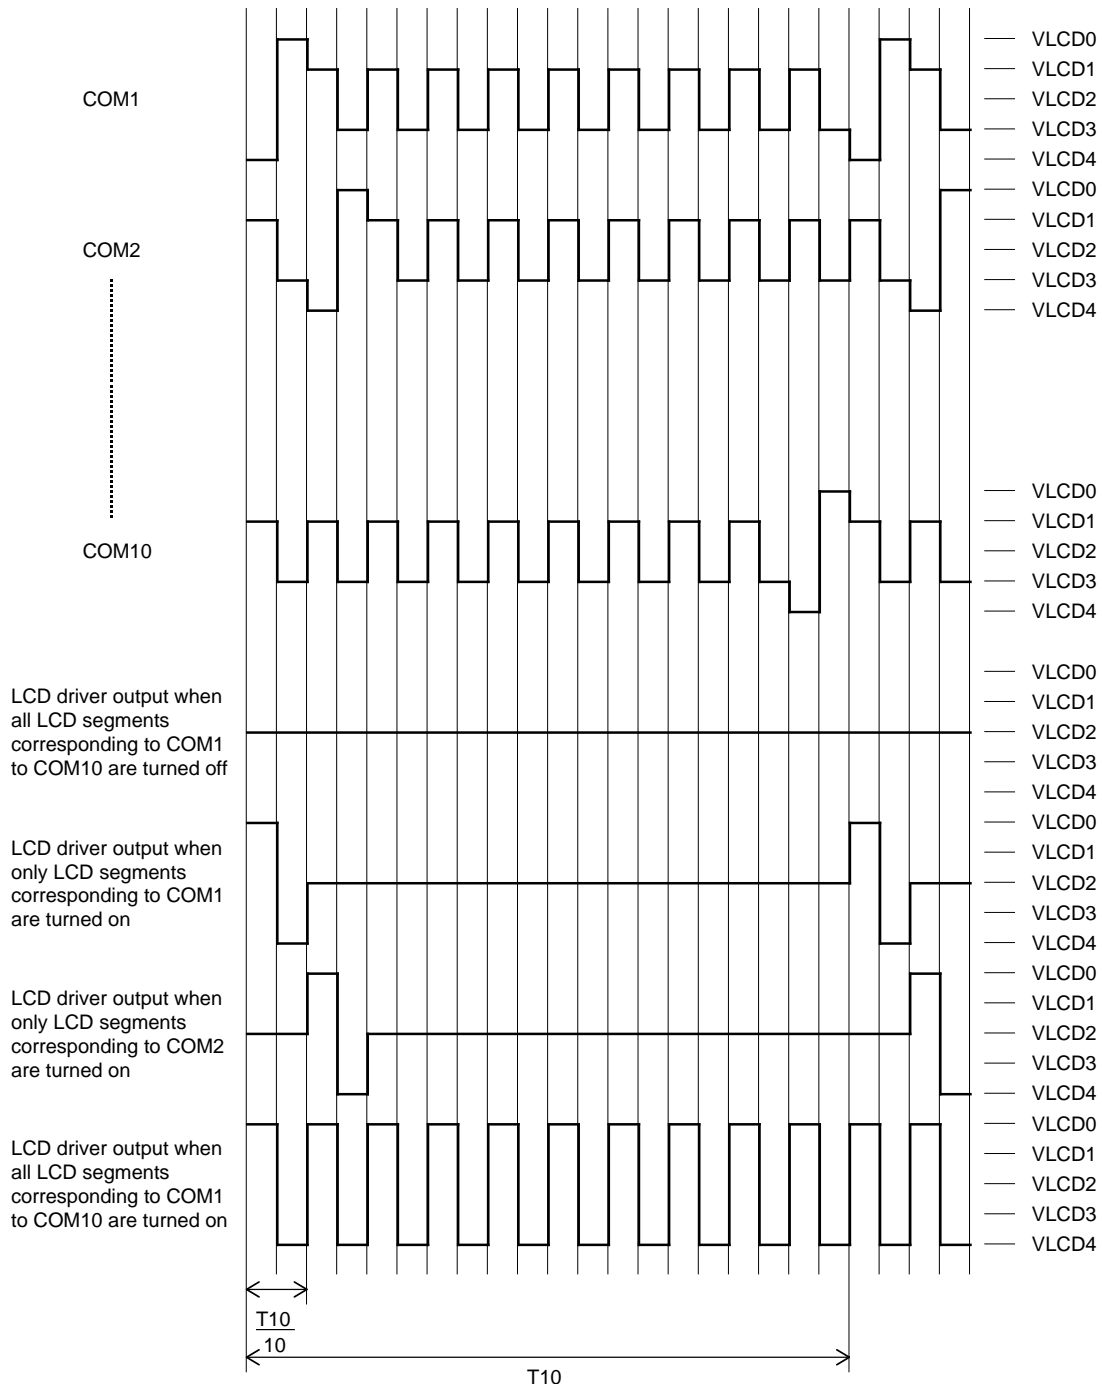 COM1
VLCD0
VLCD1
VLCD2
VLCD3
VLCD4
COM2
VLCD0
VLCD1
VLCD2
VLCD3
VLCD4
COM10
VLCD0
VLCD1
VLCD2
VLCD3
VLCD4
LCD driver output when
all LCD segments
corresponding to COM1
to COM10 are turned off
VLCD0
VLCD1
VLCD2
VLCD3
VLCD4
LCD driver output when
only LCD segments
corresponding to COM1
are turned on
VLCD0
VLCD1
VLCD2
VLCD3
VLCD4
LCD driver output when
only LCD segments
corresponding to COM2
are turned on
VLCD0
VLCD1
VLCD2
VLCD3
VLCD4
LCD driver output when
all LCD segments
corresponding to COM1
to COM10 are turned on
VLCD0
VLCD1
VLCD2
VLCD3
VLCD4
T10
10
T10